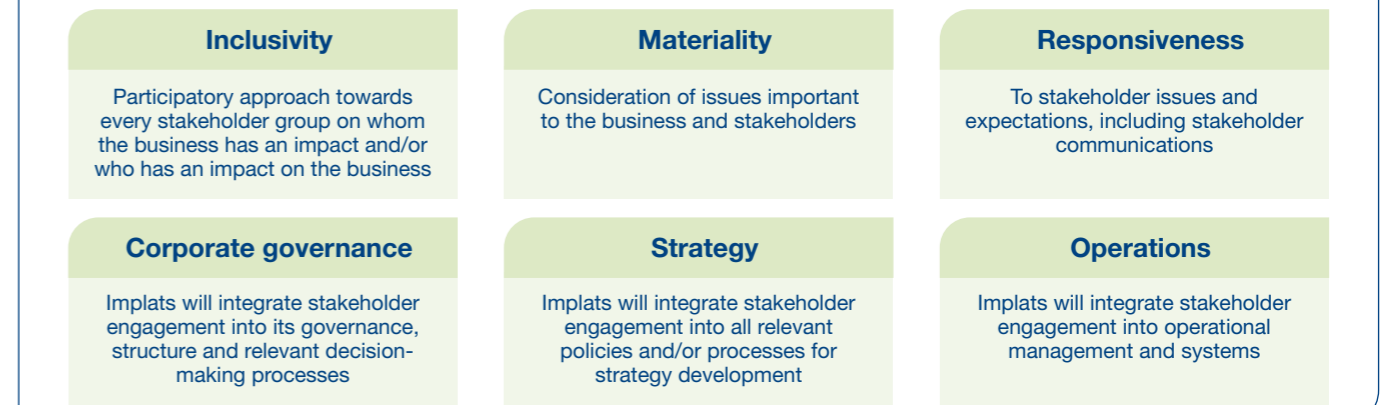 Inclusivity
Participatory approach towards
every stakeholder group on whom
the business has an impact and/or
who has an impact on the business
Materiality
Consideration of issues important
to the business and stakeholders
Responsiveness
To stakeholder issues and
expectations, including stakeholder
communications
Corporate governance
Implats will integrate stakeholder
engagement into its governance,
structure and relevant decision-
making processes
Strategy
Implats will integrate stakeholder
engagement into all relevant
policies and/or processes for
strategy development
Operations
Implats will integrate stakeholder
engagement into operational
management and systems